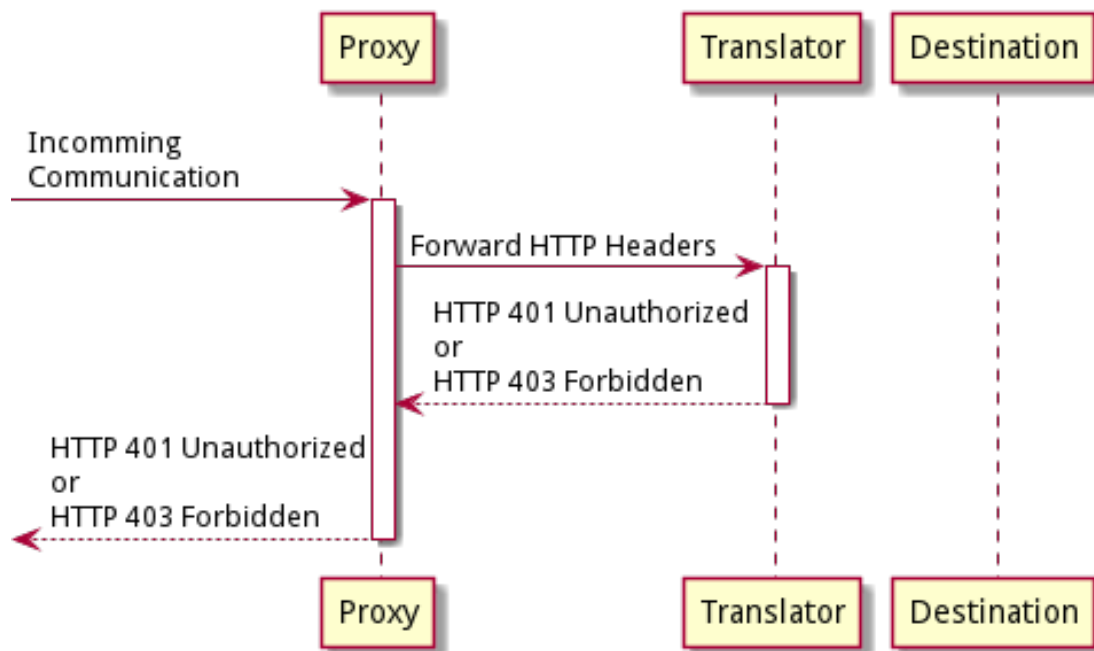 Proxy
Translator
Destination
Incomming
Communication
Forward HTTP Headers
HTTP 401 Unauthorized
or
HTTP 403 Forbidden
HTTP 401 Unauthorized
or
HTTP 403 Forbidden
Proxy
Translator
Destination